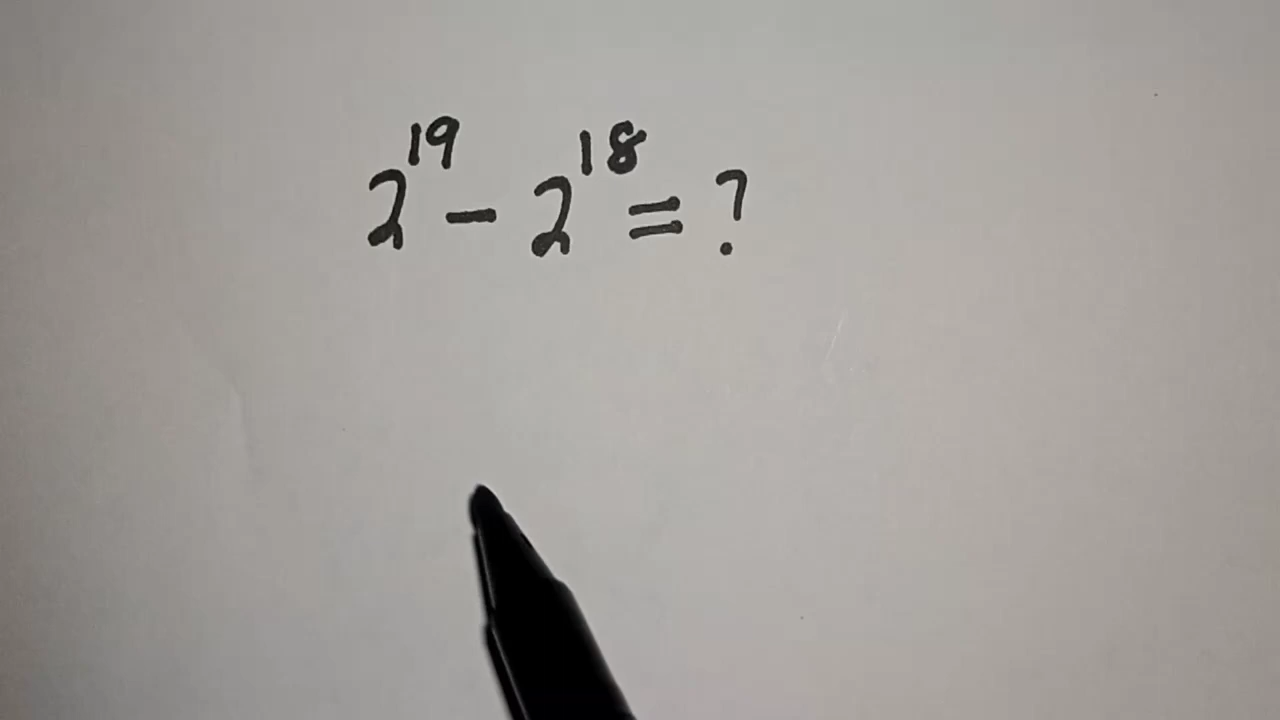 2¹⁹ - 2¹⁸ = ?